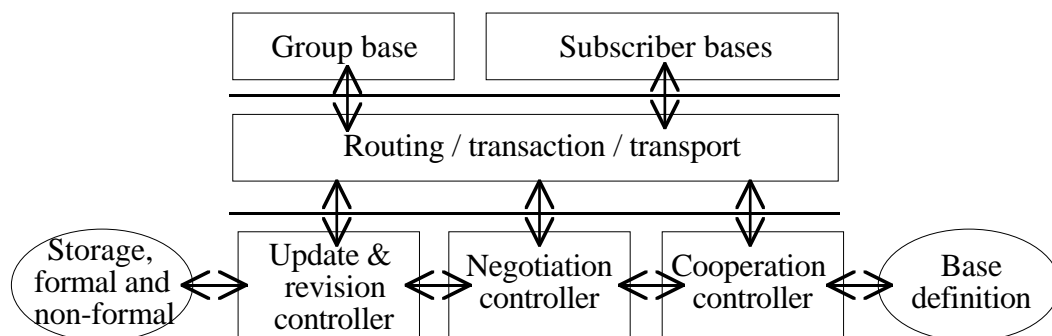 Group base
Subscriber bases
Routing / transaction / transport
Storage,
formal and
non-formal
Update &
revision
controller
Negotiation
controller
Cooperation
controller
Base
definition